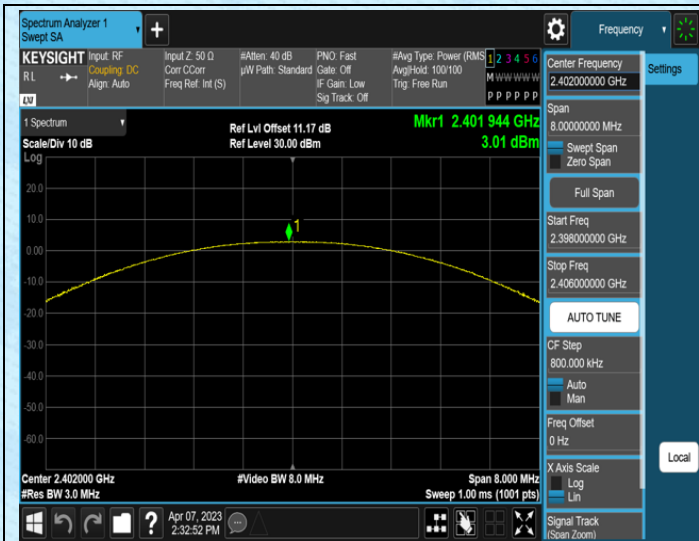 Spectrum Analyzer 1
Swept SA
+
Frequency
KEYSIGHT
RL
LXI
Input: RF
Coupling: DC
Align: Auto
Input Z: 50 Ω
Corr CCorr
Freq Ref: Int (S)
#Atten: 40 dB
µW Path: Standard
PNO: Fast
Gate: Off
IF Gain: Low
Sig Track: Off
#Avg Type: Power (RMS
Avg|Hold: 100/100
Trig: Free Run
1 2 3 4 5 6
M W W W W W
P P P P P P
Center Frequency
2.402000000 GHz
Settings
Span
8.00000000 MHz
Swept Span
Zero Span
Full Span
Start Freq
2.398000000 GHz
Stop Freq
2.406000000 GHz
AUTO TUNE
CF Step
800.000 kHz
Auto
Man
Freq Offset
0 Hz
X Axis Scale
Log
Lin
Signal Track
(Span Zoom)
Local
1 Spectrum
Scale/Div 10 dB
Log
Ref Lvl Offset 11.17 dB
Ref Level 30.00 dBm
Mkr1 2.401 944 GHz
3.01 dBm
20.0
10.0
1
0.00
-10.0
-20.0
-30.0
-40.0
-50.0
-60.0
Center 2.402000 GHz
#Res BW 3.0 MHz
#Video BW 8.0 MHz
Span 8.000 MHz
Sweep 1.00 ms (1001 pts)
?
Apr 07, 2023
2:32:52 PM